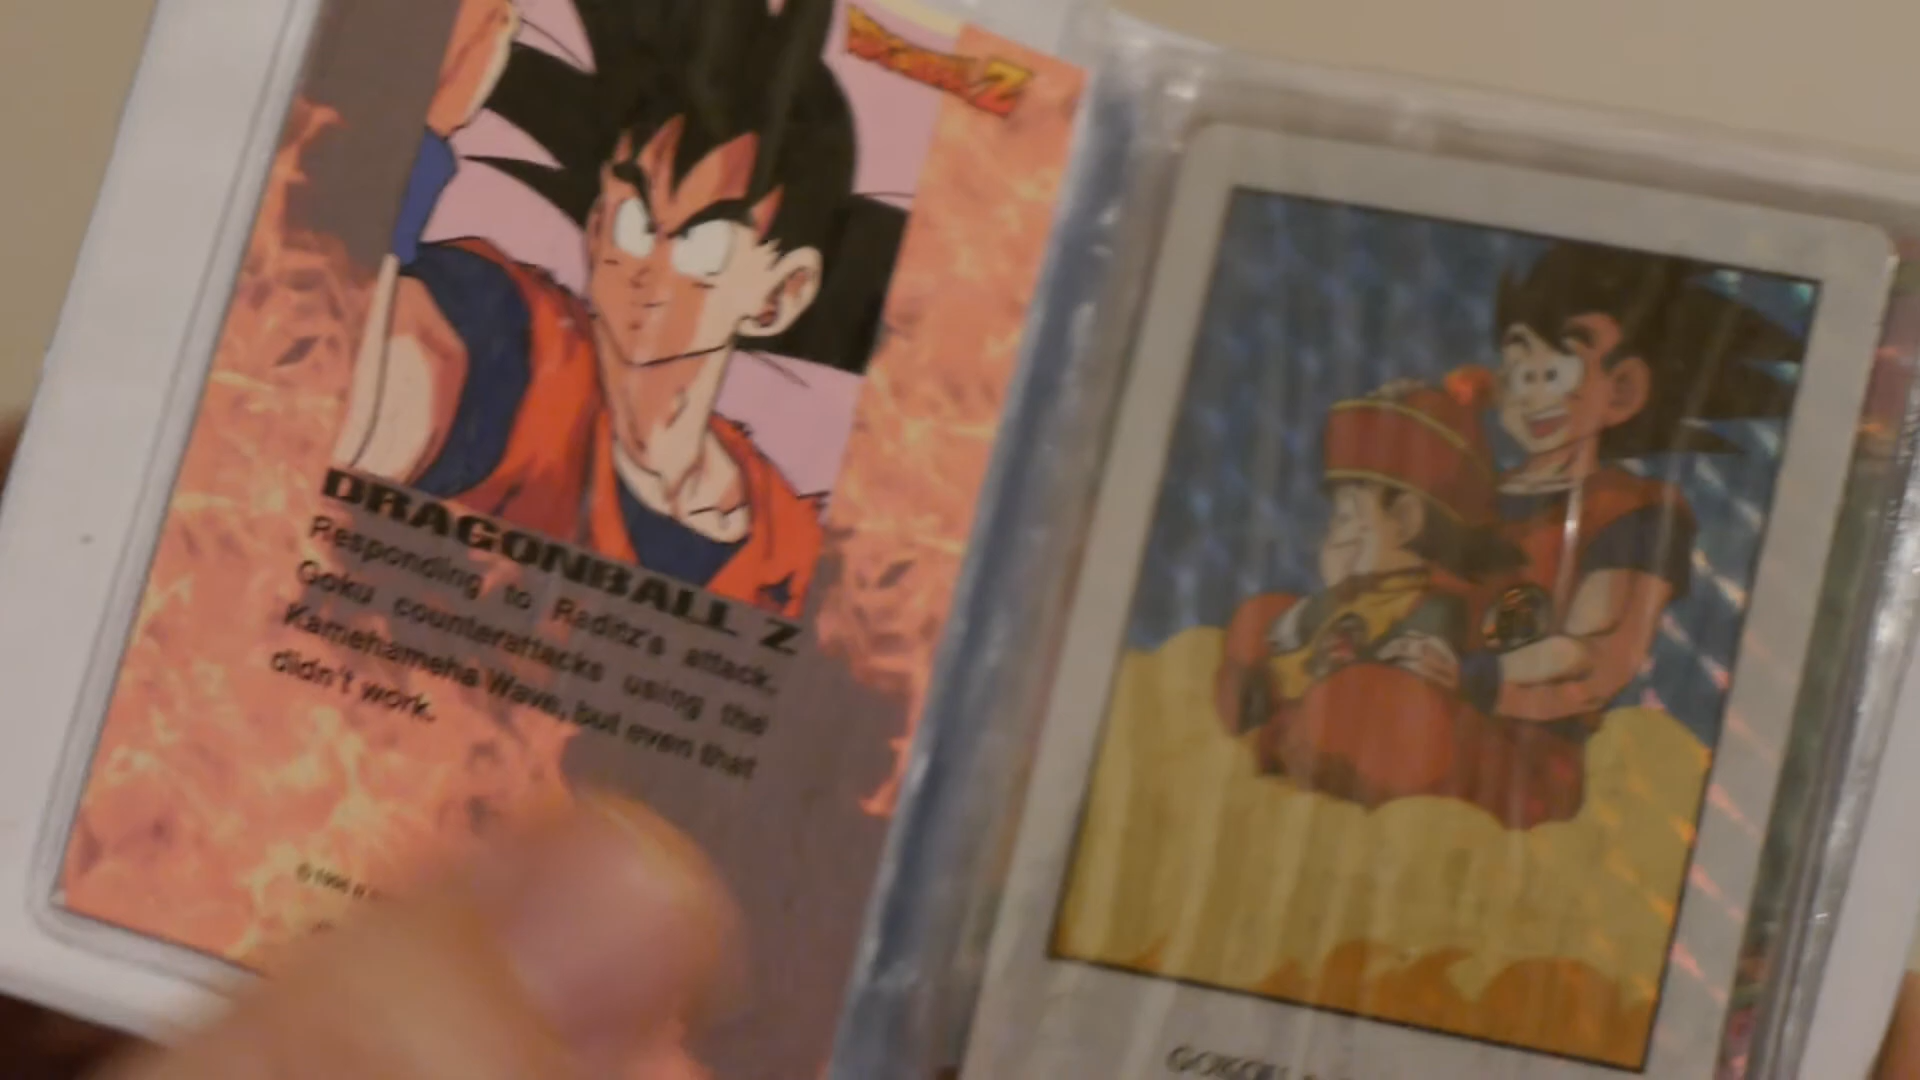 DRAGONBALL Z
Responding to Raditz's attack,
Goku counterattacks using the
Kamehameha Wave, but even that
didn't work.